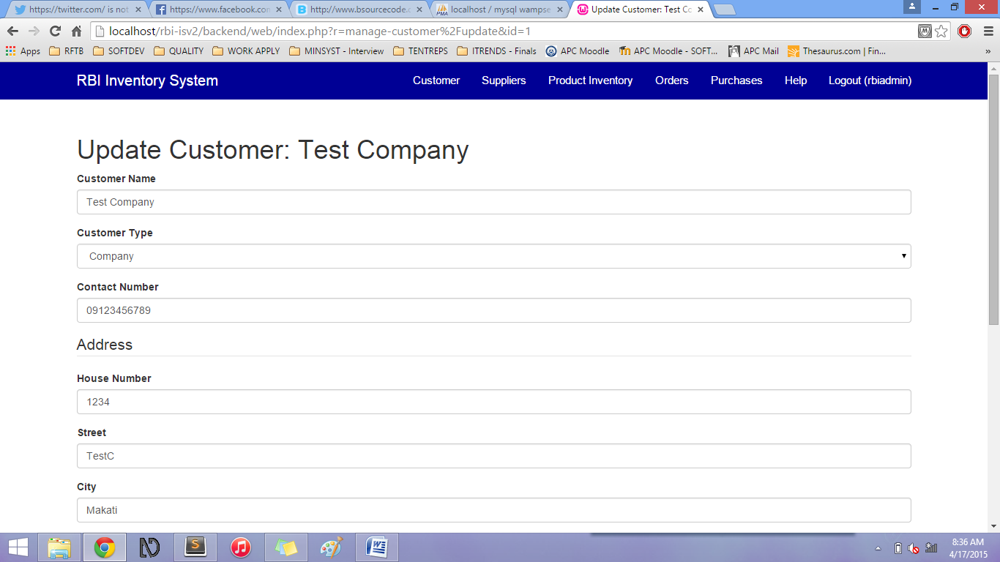 https://twitter.com/ is not
https://www.facebook.con
http://www.bsourcecode.c
localhost / mysql wampse
Update Customer: Test Cc
localhost/rbi-isv2/backend/web/index.php?r=manage-customer%2Fupdate&id=1
Apps RFTB SOFTDEV QUALITY WORK APPLY MINSYST - Interview TENTREPS ITRENDS - Finals APC Moodle APC Moodle - SOFT... APC Mail Thesaurus.com | Fin... »
RBI Inventory System Customer Suppliers Product Inventory Orders Purchases Help Logout (rbiadmin)
Update Customer: Test Company
Customer Name
Test Company
Customer Type
Company
Contact Number
09123456789
Address
House Number
1234
Street
TestC
City
Makati
8:36 AM
4/17/2015